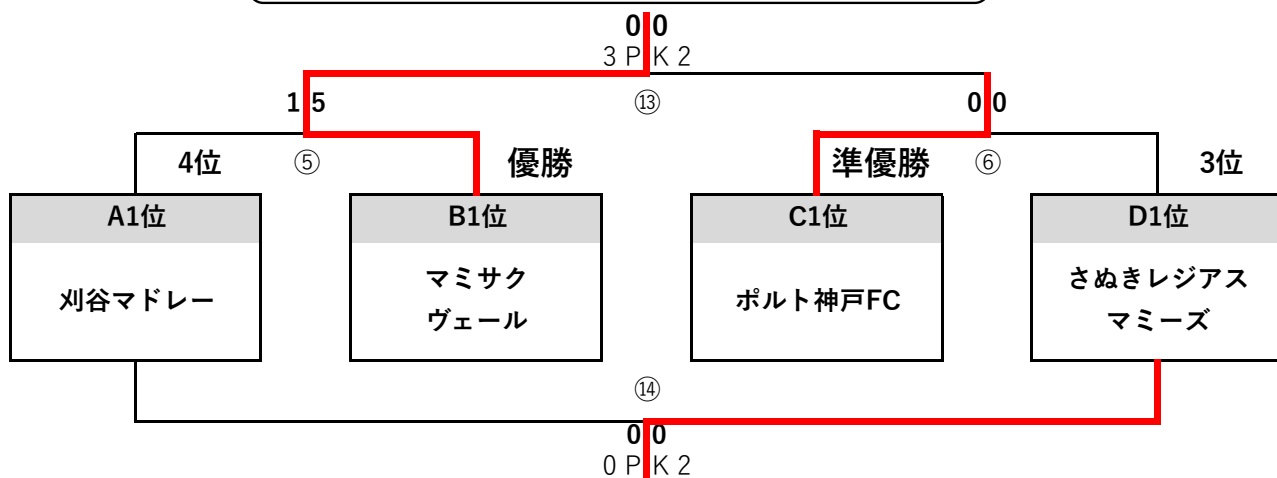 0 0
3 PK 2
1 5
⑬
0 0
4位
⑤
優勝
準優勝
⑥
3位
A1位
B1位
C1位
D1位
刈谷マドレー
マミサク
ヴェール
ポルト神戸FC
さぬきレジアス
マミーズ
⑭
0 0
0 PK 2